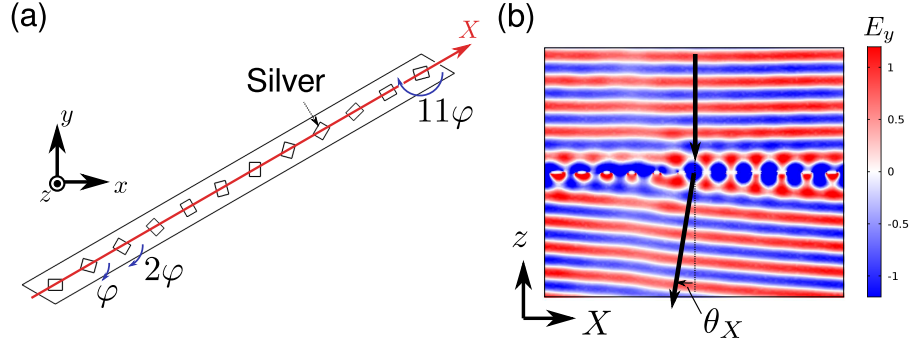 (a)
X
Silver
11φ
y
z
x
2φ
φ
(b)
E_y
1
0.5
0
-0.5
-1
z
X
θ_X